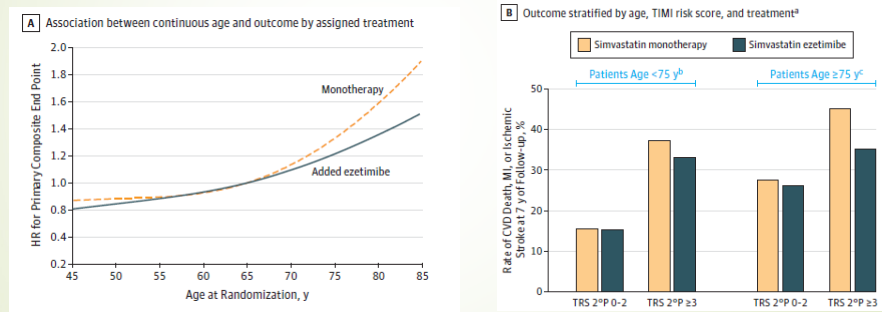 A Association between continuous age and outcome by assigned treatment
2.0
1.8
1.6
1.4
1.2
1.0
0.8
0.6
0.4
0.2
HR for Primary Composite End Point
Monotherapy
Added ezetimibe
45 50 55 60 65 70 75 80 85
Age at Randomization, y
B Outcome stratified by age, TIMI risk score, and treatmentª
Simvastatin monotherapy Simvastatin ezetimibe
Patients Age <75 yᵇ Patients Age ≥75 yᶜ
50
40
30
20
10
0
Rate of CVD Death, MI, or Ischemic
Stroke at 7 y of Follow-up, %
TRS 2°P 0-2 TRS 2°P ≥3 TRS 2°P 0-2 TRS 2°P ≥3